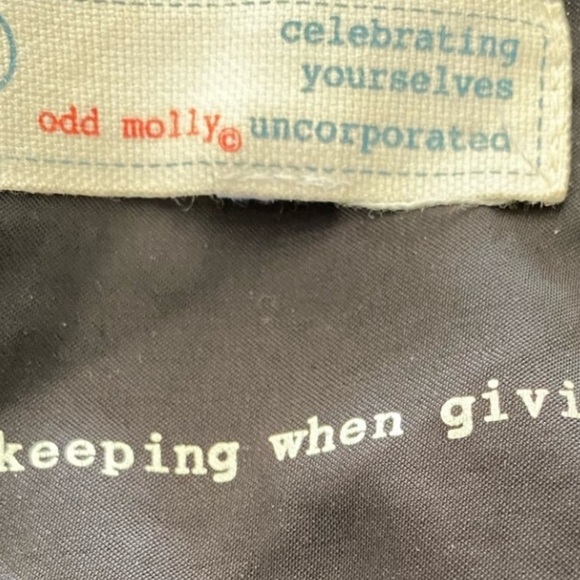 celebrating
yourselves
odd molly© uncorporated
keeping when givi